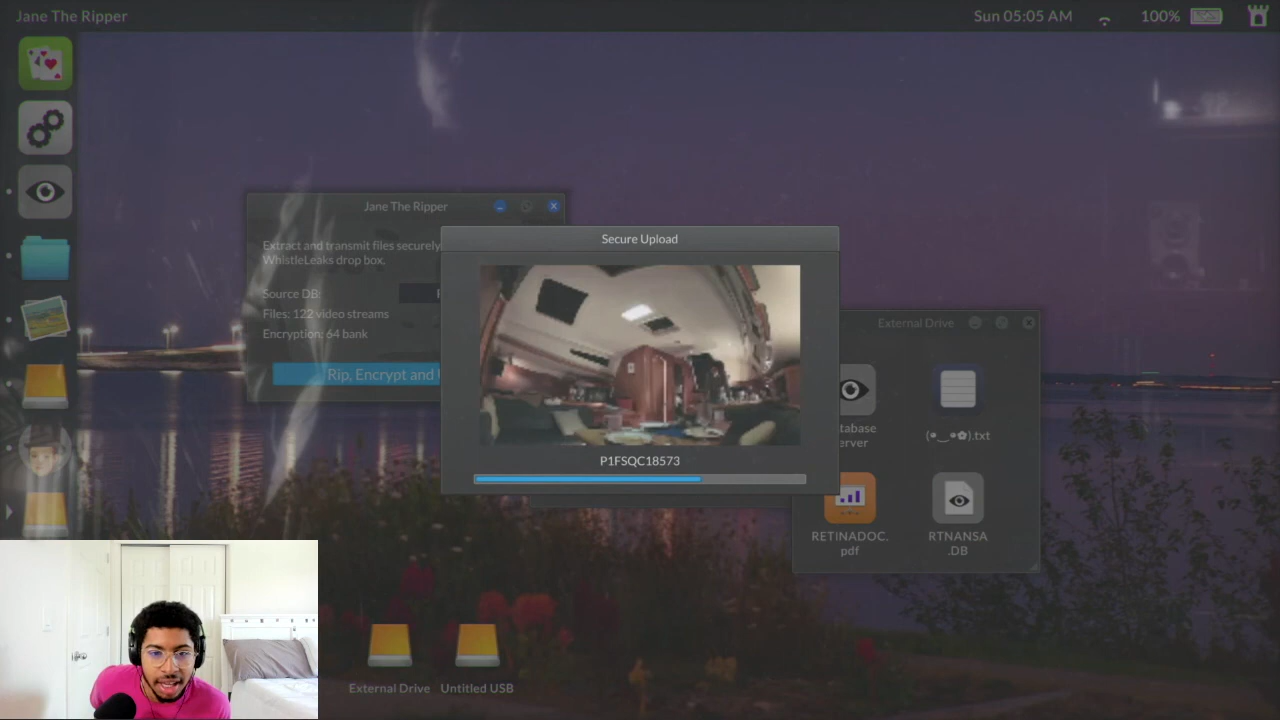 Jane The Ripper
Sun 05:05 AM
100%
Jane The Ripper
Extract and transmit files securely
WhistleLeaks drop box.
Source DB:
Files: 122 video streams
Encryption: 64 bank
Rip, Encrypt and
Secure Upload
P1FSQC18573
External Drive
(•‿•✿).txt
RETINADOC.
pdf
RTNANSA
.DB
External Drive
Untitled USB